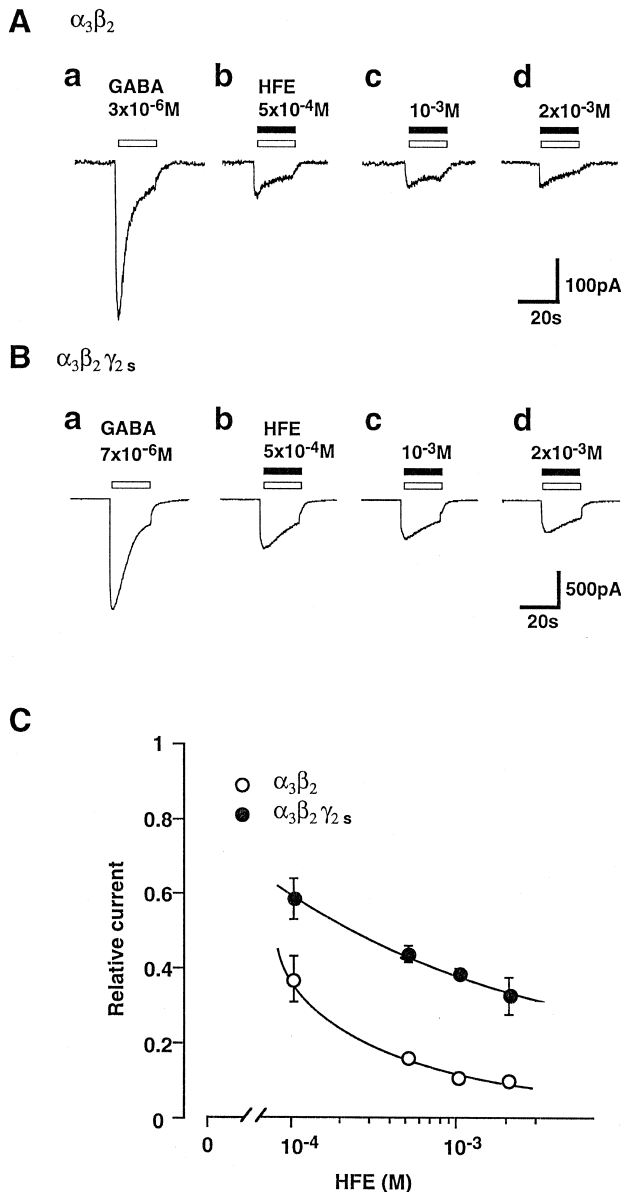 A α₃β₂
a b c d
GABA HFE
3x10⁻⁶M 5x10⁻⁴M 10⁻³M 2x10⁻³M
100pA
20s
B α₃β₂γ₂s
a b c d
GABA HFE
7x10⁻⁶M 5x10⁻⁴M 10⁻³M 2x10⁻³M
500pA
20s
C
1
α₃β₂
α₃β₂γ₂s
0.8
0.6
0.4
0.2
0
Relative current
0 10⁻⁴ 10⁻³
HFE (M)